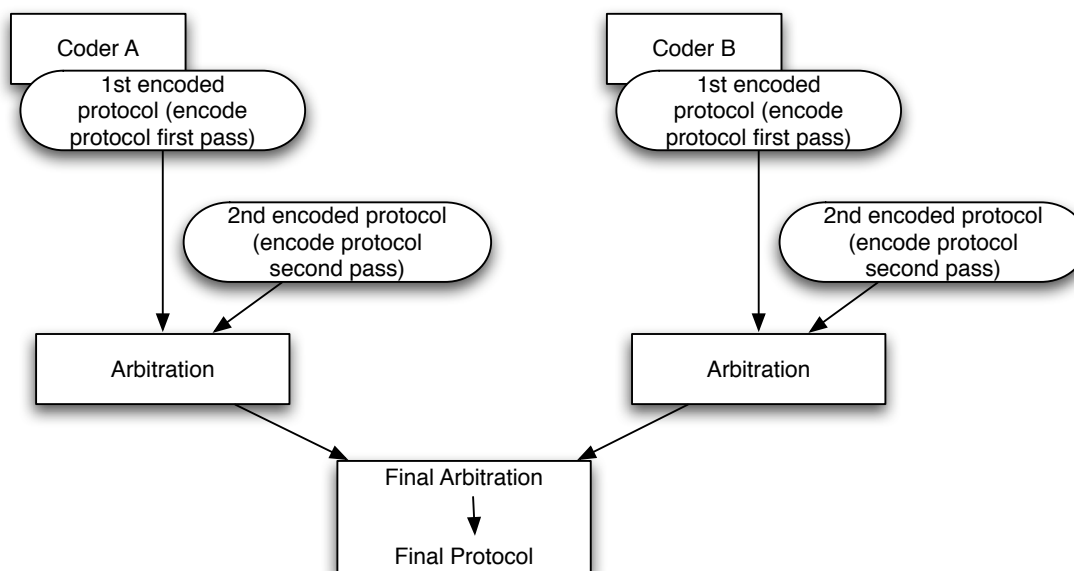 Coder A
1st encoded
protocol (encode
protocol first pass)
2nd encoded protocol
(encode protocol
second pass)
Arbitration
Coder B
1st encoded
protocol (encode
protocol first pass)
2nd encoded protocol
(encode protocol
second pass)
Arbitration
Final Arbitration
Final Protocol